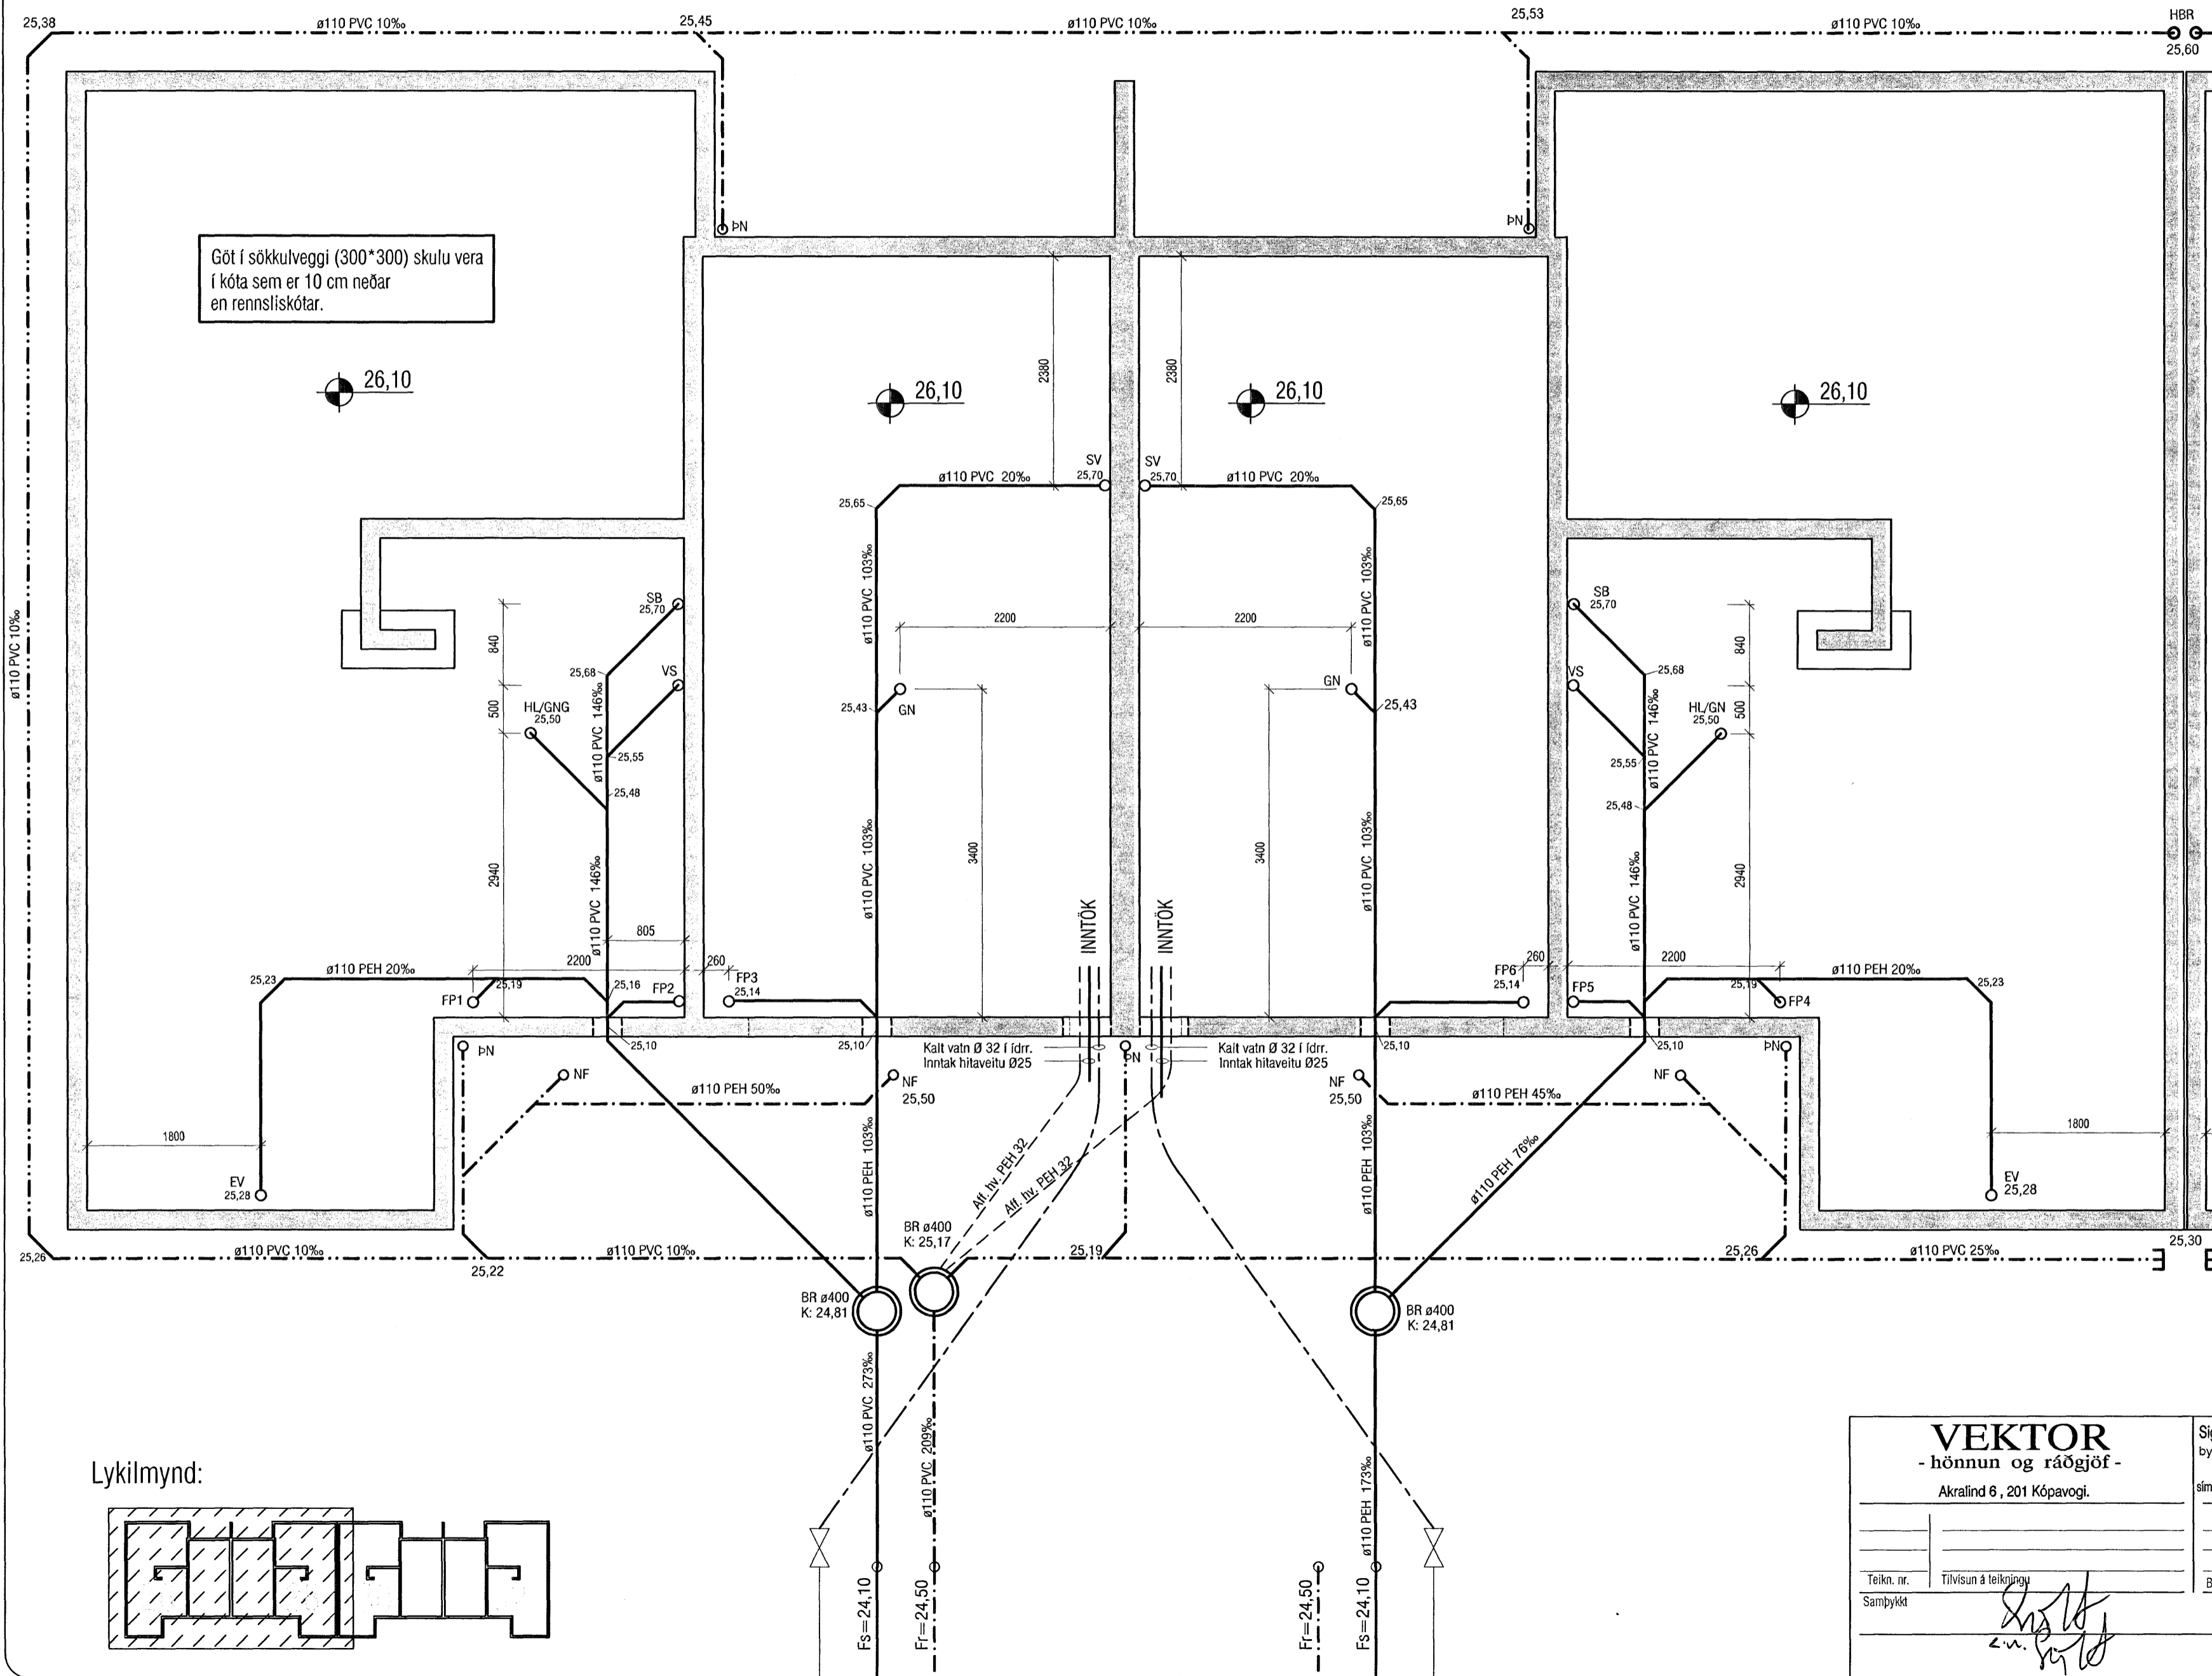 25,38
ø110 PVC 10‰
25,45
ø110 PVC 10‰
25,53
ø110 PVC 10‰
HBR
25,60
ÞN
ÞN
Göt í sökkulveggi (300*300) skulu vera
í kóta sem er 10 cm neðar
en rennsliskótar.
26,10
26,10
26,10
26,10
2380
2380
SV
25,70
SV
25,70
ø110 PVC 20‰
ø110 PVC 20‰
25,65
25,65
ø110 PVC 103‰
ø110 PVC 103‰
ø110 PVC 10‰
SB
25,70
SB
25,70
2200
2200
840
840
25,68
25,68
VS
VS
GN
GN
25,43
25,43
HL/GNG
25,50
HL/GN
25,50
500
500
ø110 PVC 146‰
ø110 PVC 146‰
25,55
25,55
25,48
25,48
2940
2940
3400
3400
ø110 PVC 103‰
ø110 PVC 103‰
ø110 PVC 146‰
ø110 PVC 146‰
INNTÖK
INNTÖK
805
2200
260
260
2200
ø110 PEH 20‰
ø110 PEH 20‰
25,23
25,19
25,16
FP1
FP2
FP3
25,14
FP6
25,14
FP5
25,19
FP4
25,23
25,10
25,10
25,10
25,10
Kalt vatn Ø 32 í ídrr.
Inntak hitaveitu Ø25
Kalt vatn Ø 32 í ídrr.
Inntak hitaveitu Ø25
ÞN
ÞN
ÞN
NF
NF
25,50
NF
25,50
NF
ø110 PEH 50‰
ø110 PEH 45‰
1800
1800
ø110 PEH 103‰
ø110 PEH 103‰
ø110 PEH 76‰
Aff. hv. PEH 32
Aff. hv. PEH 32
EV
25,28
EV
25,28
BR ø400
K: 25,17
25,26
ø110 PVC 10‰
25,22
ø110 PVC 10‰
25,19
25,26
ø110 PVC 25‰
25,30
BR ø400
K: 24,81
BR ø400
K: 24,81
ø110 PVC 273‰
ø110 PVC 209‰
ø110 PEH 173‰
Fs=24,10
Fr=24,50
Fr=24,50
Fs=24,10
Lykilmynd:
VEKTOR
- hönnun og ráðgjöf -
Akralind 6 , 201 Kópavogi.
Teikn. nr.
Tilvísun á teikningu
Samþykkt